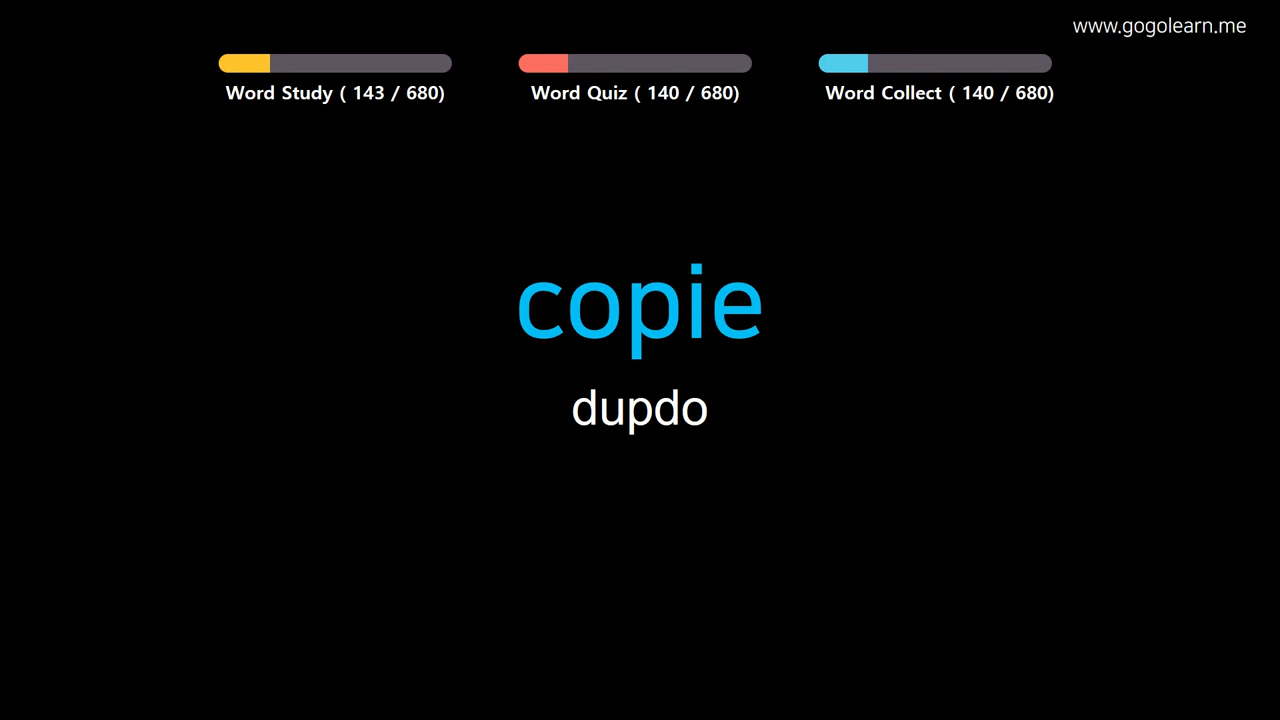 www.gogolearn.me
Word Study ( 143 / 680)
Word Quiz ( 140 / 680)
Word Collect ( 140 / 680)
copie
dupdo